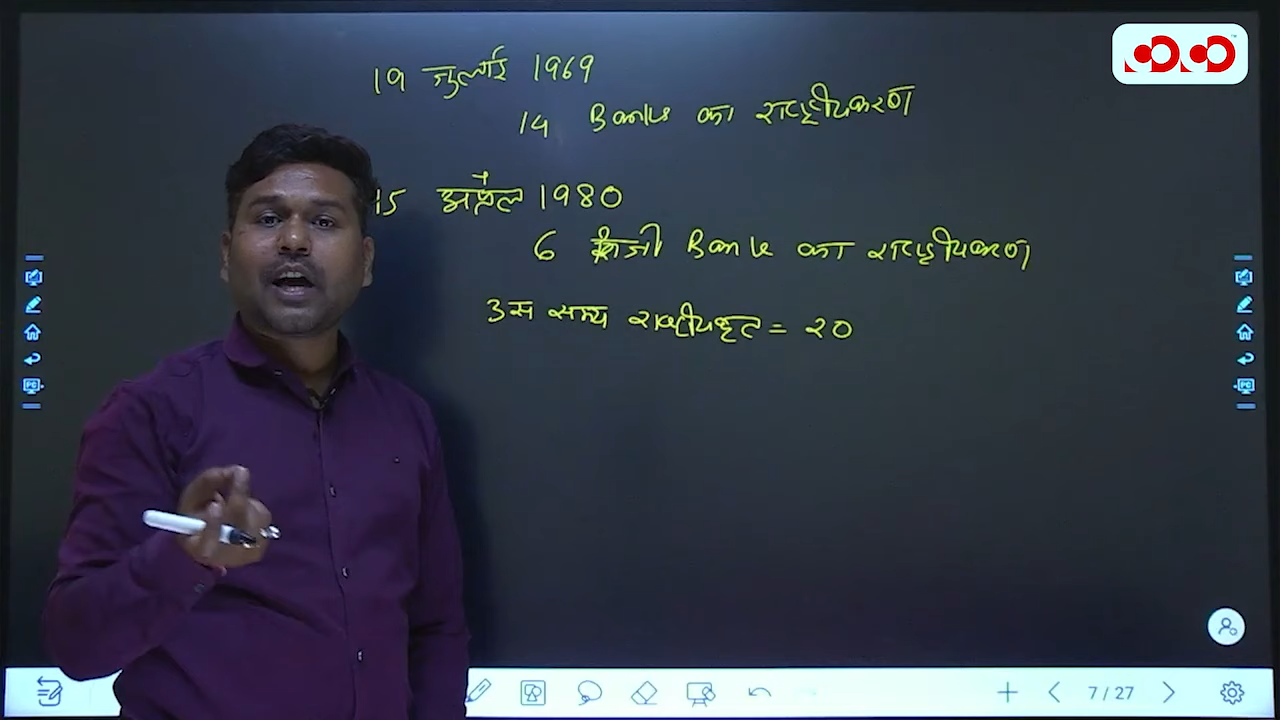 19 जुलाई 1969
14 Bank का राष्ट्रीयकरण
15 अप्रैल 1980
6 निजी Bank का राष्ट्रीयकरण
उस समय राष्ट्रीयकृत = 20
7 / 27